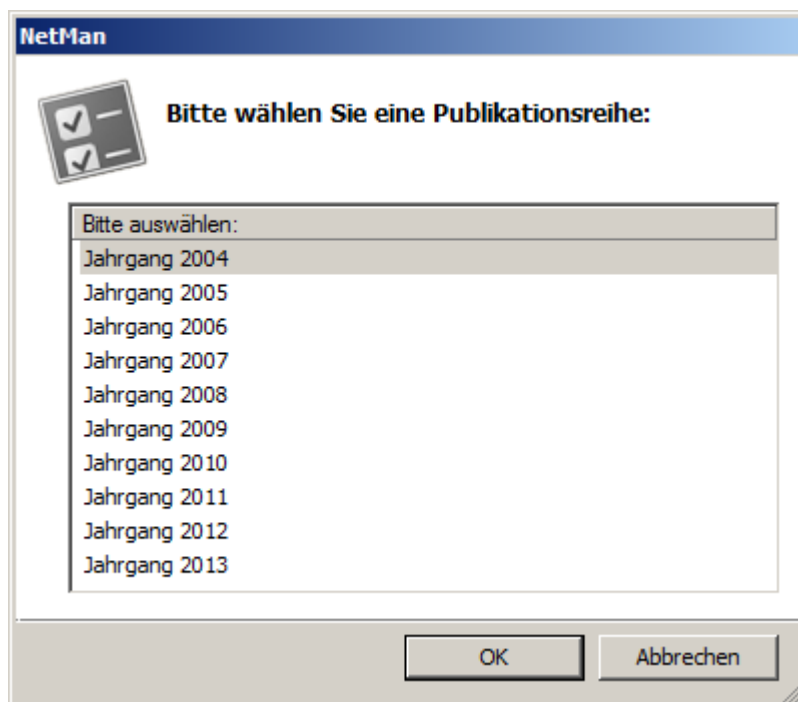 NetMan
Bitte wählen Sie eine Publikationsreihe:
Bitte auswählen:
Jahrgang 2004
Jahrgang 2005
Jahrgang 2006
Jahrgang 2007
Jahrgang 2008
Jahrgang 2009
Jahrgang 2010
Jahrgang 2011
Jahrgang 2012
Jahrgang 2013
OK Abbrechen